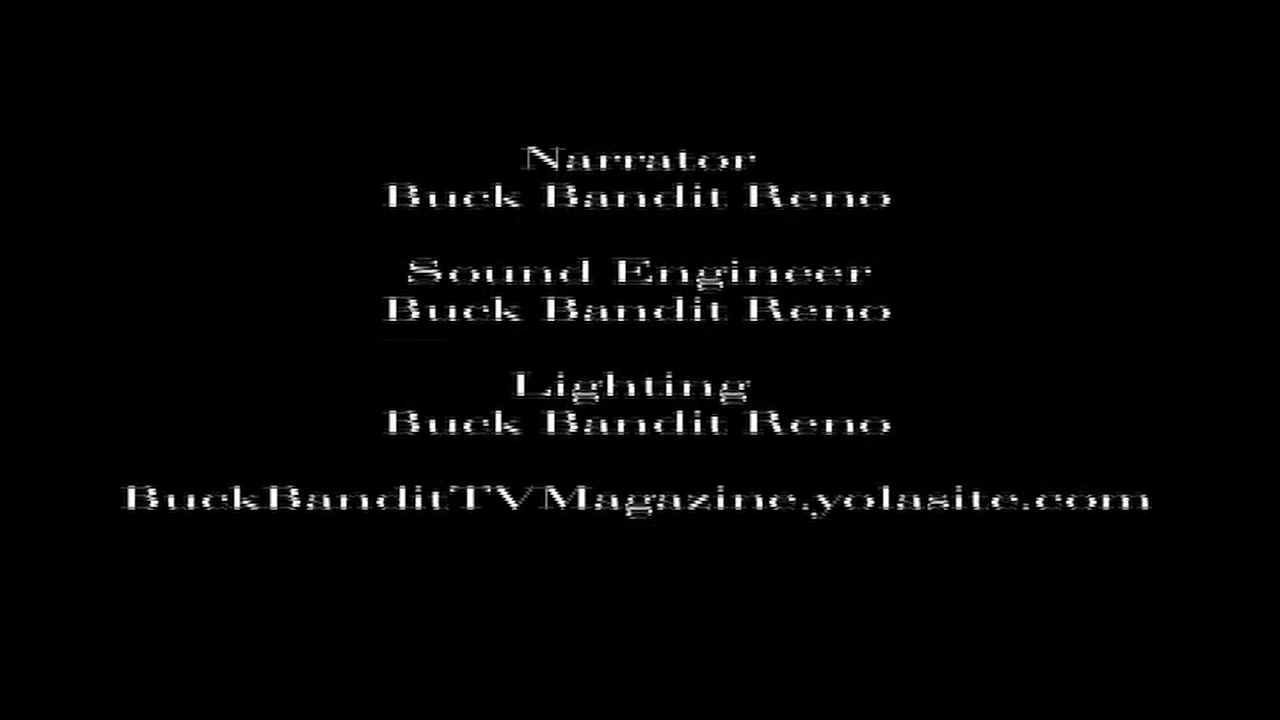 Narrator
Buck Bandit Reno
Sound Engineer
Buck Bandit Reno
Lighting
Buck Bandit Reno
BuckBanditTVMagazine.yolasite.com